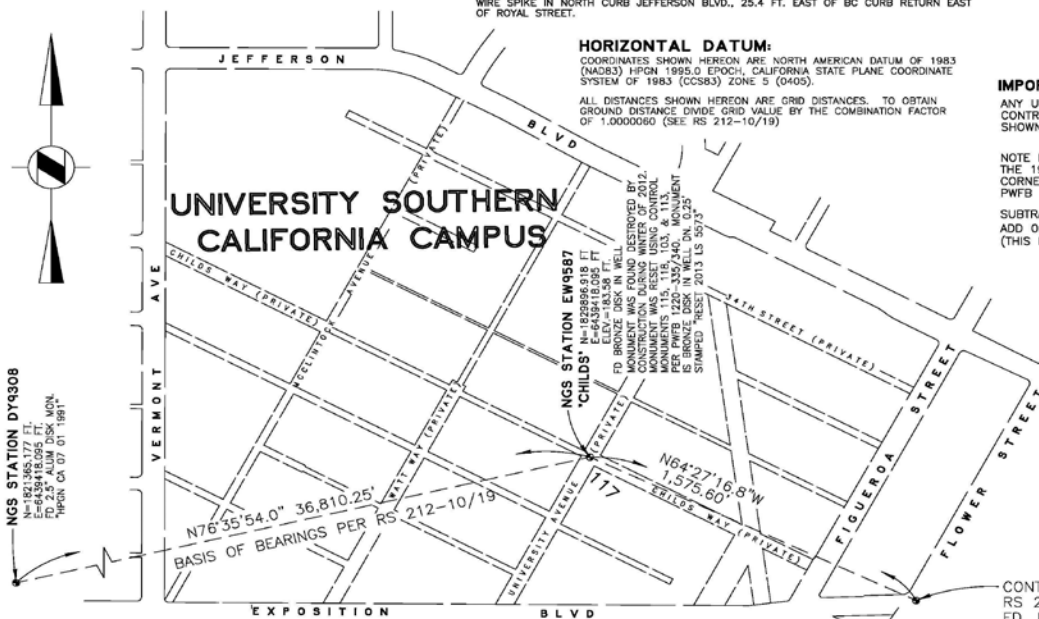 WIRE SPIKE IN NORTH CURB JEFFERSON BLVD., 25.4 FT. EAST OF BC CURB RETURN EAST
OF ROYAL STREET.
HORIZONTAL DATUM:
COORDINATES SHOWN HEREON ARE NORTH AMERICAN DATUM OF 1983
(NAD83) HPGN 1995.0 EPOCH, CALIFORNIA STATE PLANE COORDINATE
SYSTEM OF 1983 (CCS83) ZONE 5 (0405).
ALL DISTANCES SHOWN HEREON ARE GRID DISTANCES. TO OBTAIN
GROUND DISTANCE DIVIDE GRID VALUE BY THE COMBINATION FACTOR
OF 1.0000060 (SEE RS 212-10/19)
IMPOR
ANY U
CONTR
SHOWN
NOTE
THE 19
CORNE
PWFB
SUBTRA
ADD O
(THIS
JEFFERSON
BLVD
UNIVERSITY SOUTHERN
CALIFORNIA CAMPUS
VERMONT AVE
CHILDS WAY (PRIVATE)
MCCLINTOCK AVENUE (PRIVATE)
WATT WAY (PRIVATE)
UNIVERSITY AVENUE (PRIVATE)
34TH STREET (PRIVATE)
CHILDS WAY (PRIVATE)
FIGUEROA STREET
FLOWER STREET
EXPOSITION BLVD
NGS STATION DY9308
N=1821365.177 FT.
E=6439418.095 FT.
FD 2.5" ALUM DISK MON.
"HPGN CA 07 01 1991"
NGS STATION EW9587
"CHILDS"
N=1829896.918 FT
E=6439418.095 FT
ELEV.=183.58 FT.
FD BRONZE DISK IN WELL
MONUMENT WAS FOUND DESTROYED BY
CONSTRUCTION DURING WINTER OF 2012.
MONUMENT WAS RESET USING CONTROL
MONUMENTS 115, 118, 103, & 113,
PER PWFB 1220-335/340. MONUMENT
IS BRONZE DISK IN WELL DN. 0.25'
STAMPED "RESET 2013 LS 5573"
N76°35'54.0" 36,810.25'
BASIS OF BEARINGS PER RS 212-10/19
117
N64°27'16.8"W
1,575.60'
CONT
RS 2
FD